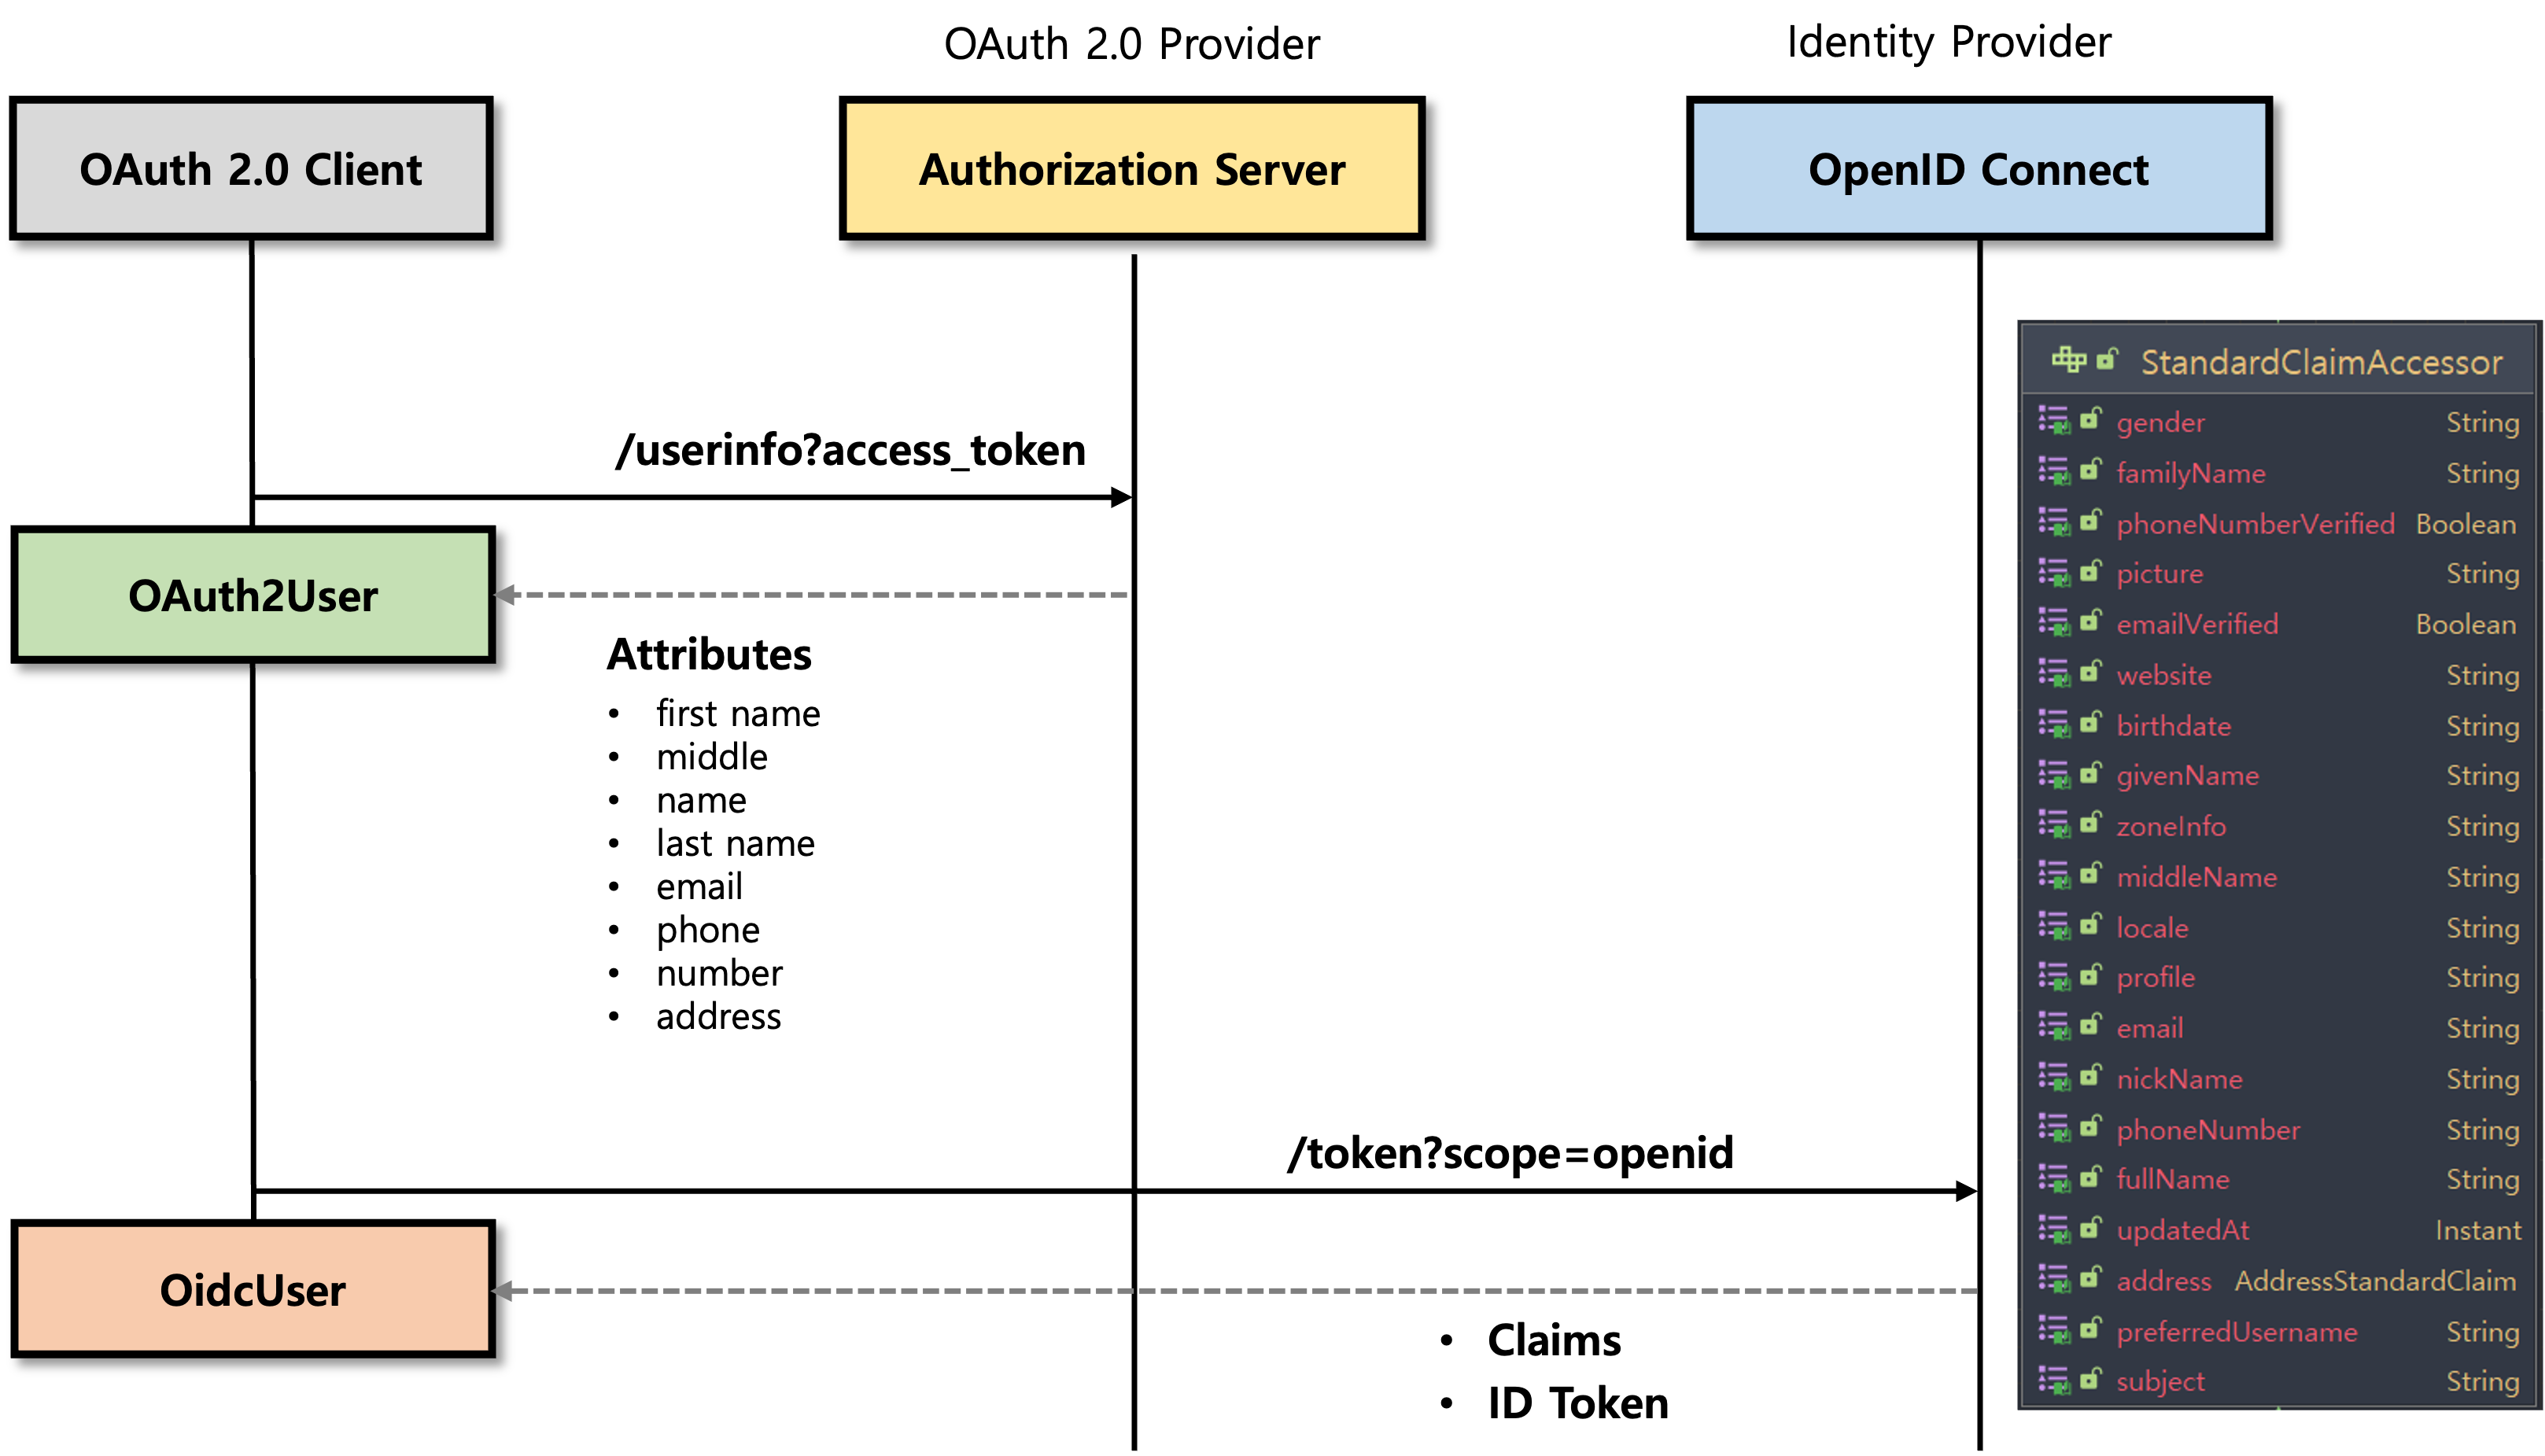 OAuth 2.0 Provider
Identity Provider
OAuth 2.0 Client
Authorization Server
OpenID Connect
/userinfo?access_token
OAuth2User
Attributes
• first name
• middle
• name
• last name
• email
• phone
• number
• address
/token?scope=openid
OidcUser
• Claims
• ID Token
StandardClaimAccessor
gender String
familyName String
phoneNumberVerified Boolean
picture String
emailVerified Boolean
website String
birthdate String
givenName String
zoneInfo String
middleName String
locale String
profile String
email String
nickName String
phoneNumber String
fullName String
updatedAt Instant
address AddressStandardClaim
preferredUsername String
subject String